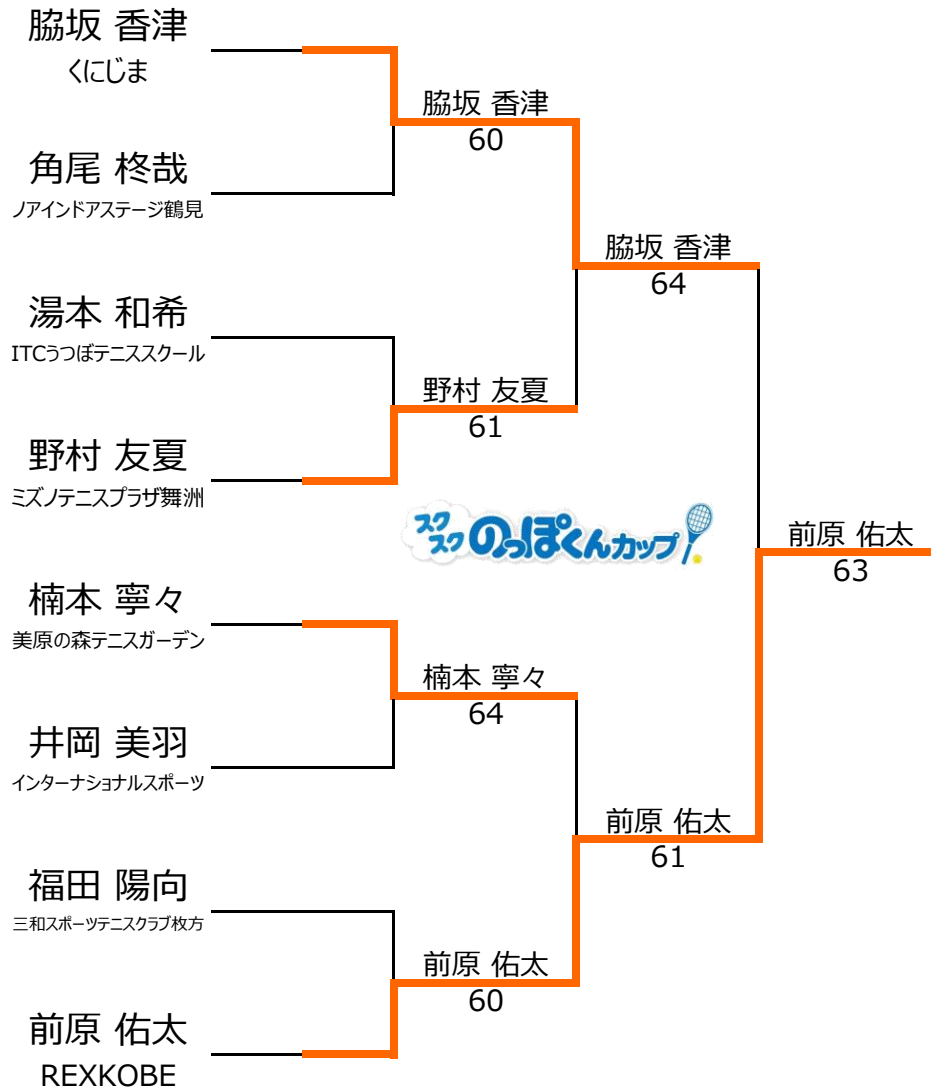 脇坂 香津
くにじま
脇坂 香津
60
角尾 柊哉
ノアインドアステージ鶴見
脇坂 香津
64
湯本 和希
ITCうつぼテニススクール
野村 友夏
61
野村 友夏
ミズノテニスプラザ舞洲
スクスクのっぽくんカップ
前原 佑太
63
楠本 寧々
美原の森テニスガーデン
楠本 寧々
64
井岡 美羽
インターナショナルスポーツ
前原 佑太
61
福田 陽向
三和スポーツテニスクラブ枚方
前原 佑太
60
前原 佑太
REXKOBE